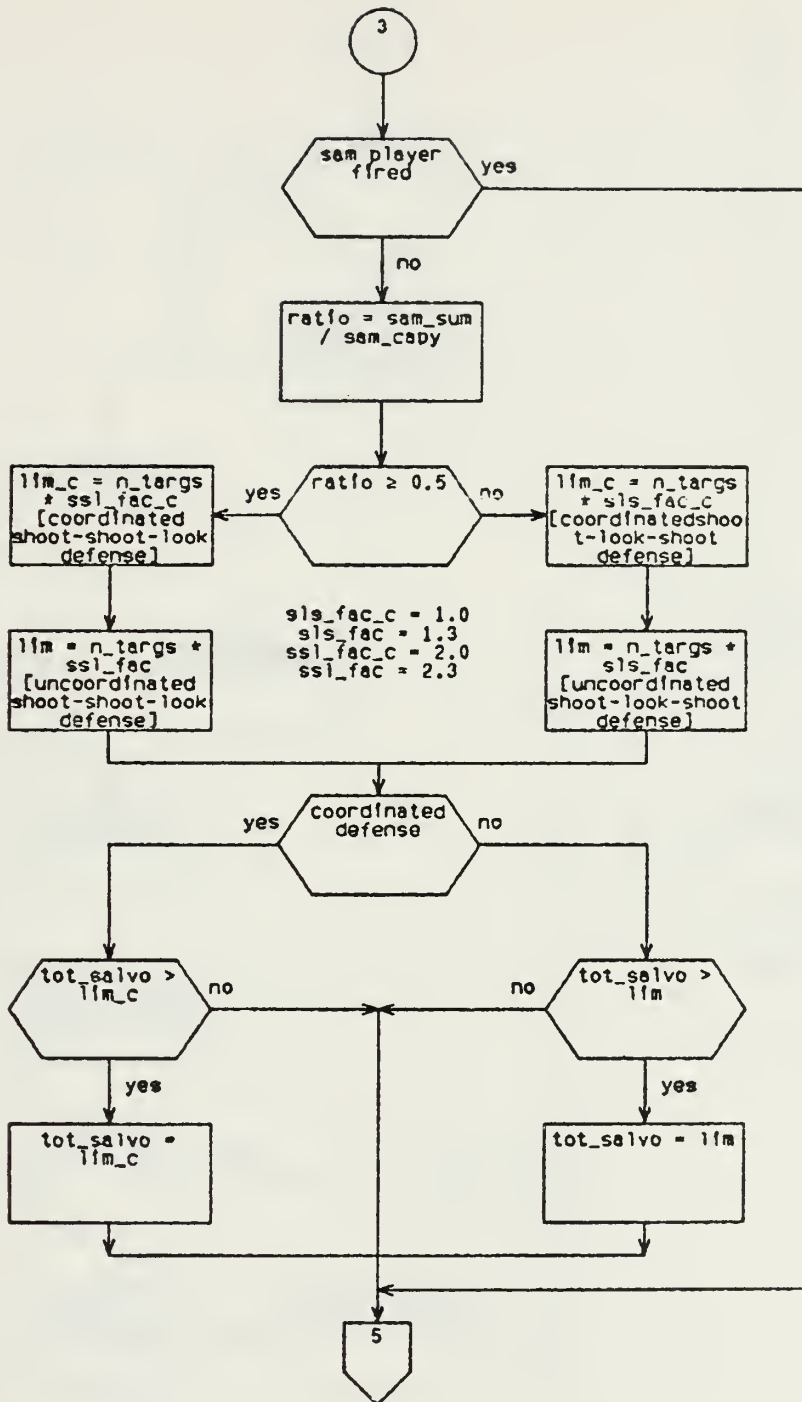 3
sam player
fired
yes
no
ratio = sam_sum
/ sam_capy
lim_c = n_targs
* ssl_fac_c
[coordinated
shoot-shoot-look
defense]
yes
ratio ≥ 0.5
no
lim_c = n_targs
* sls_fac_c
[coordinatedshoo
t-look-shoot
defense]
lim = n_targs *
ssl_fac
[uncoordinated
shoot-shoot-look
defense]
sls_fac_c = 1.0
sls_fac = 1.3
ssl_fac_c = 2.0
ssl_fac = 2.3
lim = n_targs *
sls_fac
[uncoordinated
shoot-look-shoot
defense]
yes
coordinated
defense
no
tot_salvo >
lim_c
no
no
tot_salvo >
lim
yes
yes
tot_salvo =
lim_c
tot_salvo = lim
5